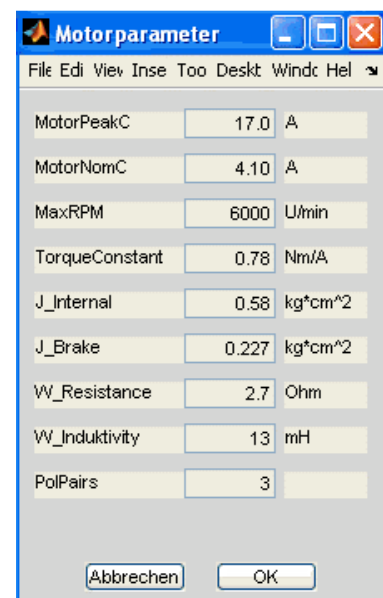 Motorparameter
File Edi Viev Inse Too Deskt Windc Hel
MotorPeakC 17.0 A
MotorNomC 4.10 A
MaxRPM 6000 U/min
TorqueConstant 0.78 Nm/A
J_Internal 0.58 kg*cm^2
J_Brake 0.227 kg*cm^2
W_Resistance 2.7 Ohm
W_Induktivity 13 mH
PolPairs 3
Abbrechen OK